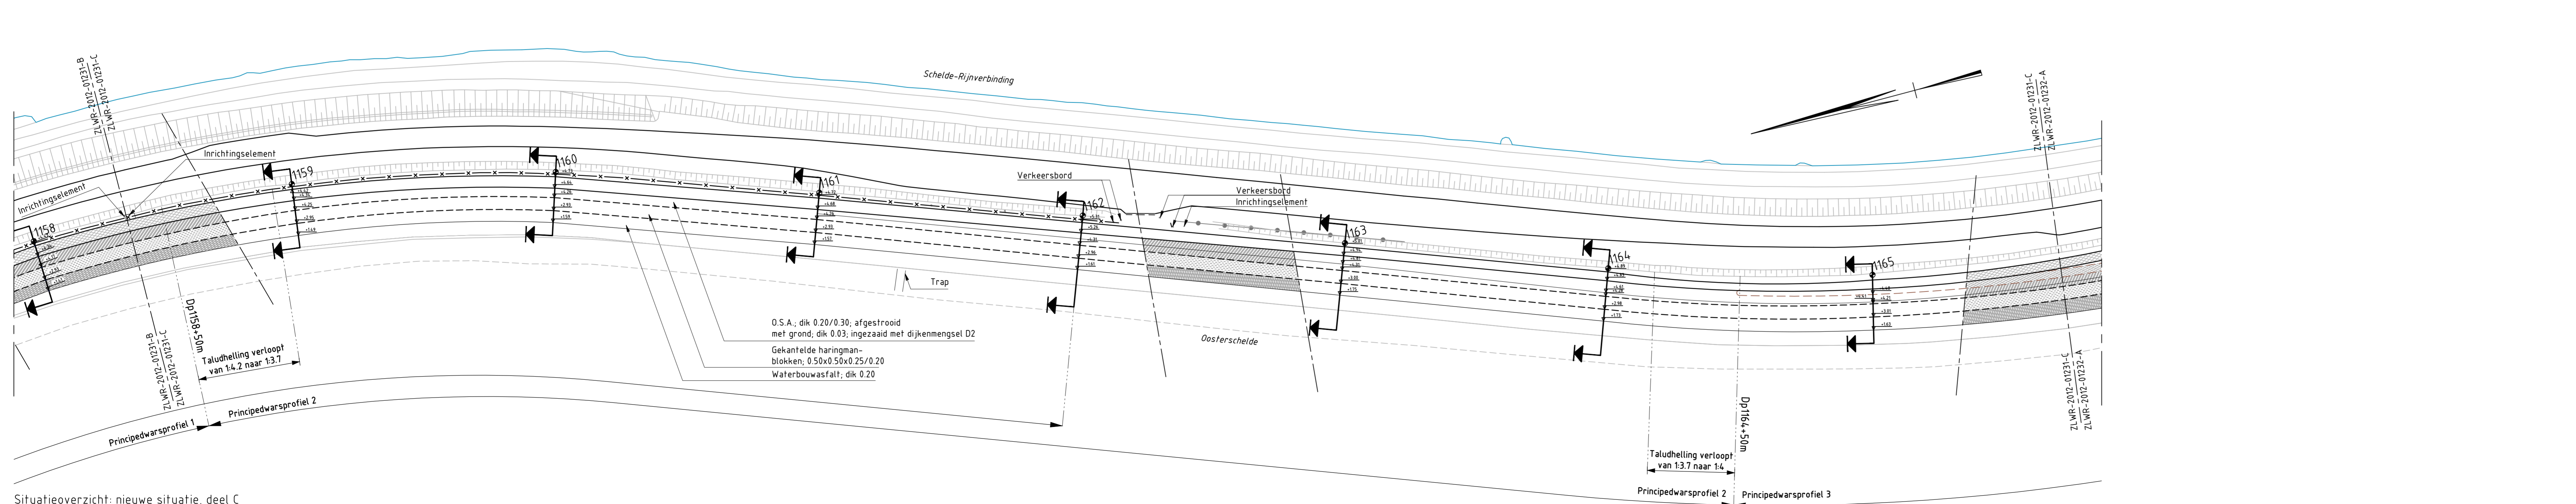 Schelde-Rijnverbinding
ZLWR-2012-01231-B
ZLWR-2012-01231-C
ZLWR-2012-01231-C
ZLWR-2012-01232-A
Inrichtingselement
Inrichtingselement
1158
1159
1160
1161
1162
1163
1164
1165
Verkeersbord
Verkeersbord
Inrichtingselement
Trap
Oosterschelde
O.S.A.; dik 0.20/0.30; afgestrooid
met grond; dik 0.03; ingezaaid met dijkenmengsel D2
Gekantelde haringman-
blokken; 0.50x0.50x0.25/0.20
Waterbouwasfalt; dik 0.20
Dp1158+50m
Taludhelling verloopt
van 1:4.2 naar 1:3.7
ZLWR-2012-01231-B
ZLWR-2012-01231-C
Principedwarsprofiel 1
Principedwarsprofiel 2
Dp1164+50m
Taludhelling verloopt
van 1:3.7 naar 1:4
ZLWR-2012-01231-C
ZLWR-2012-01232-A
Principedwarsprofiel 2
Principedwarsprofiel 3
Situatieoverzicht: nieuwe situatie, deel C